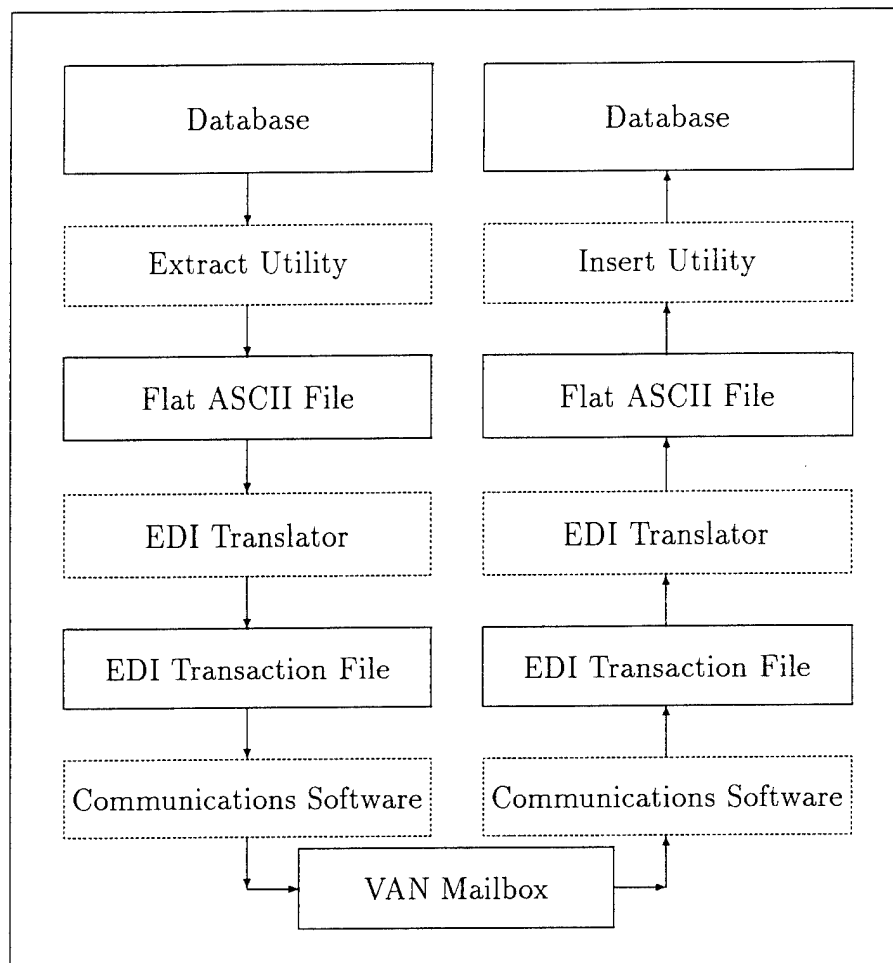 Database
Extract Utility
Flat ASCII File
EDI Translator
EDI Transaction File
Communications Software
VAN Mailbox
Database
Insert Utility
Flat ASCII File
EDI Translator
EDI Transaction File
Communications Software